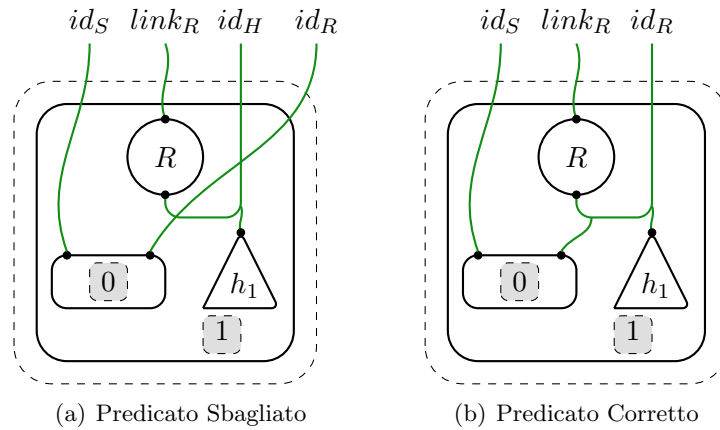 id_S link_R id_H id_R id_S link_R id_R
R R
0 h_1 0 h_1
1 1
(a) Predicato Sbagliato (b) Predicato Corretto